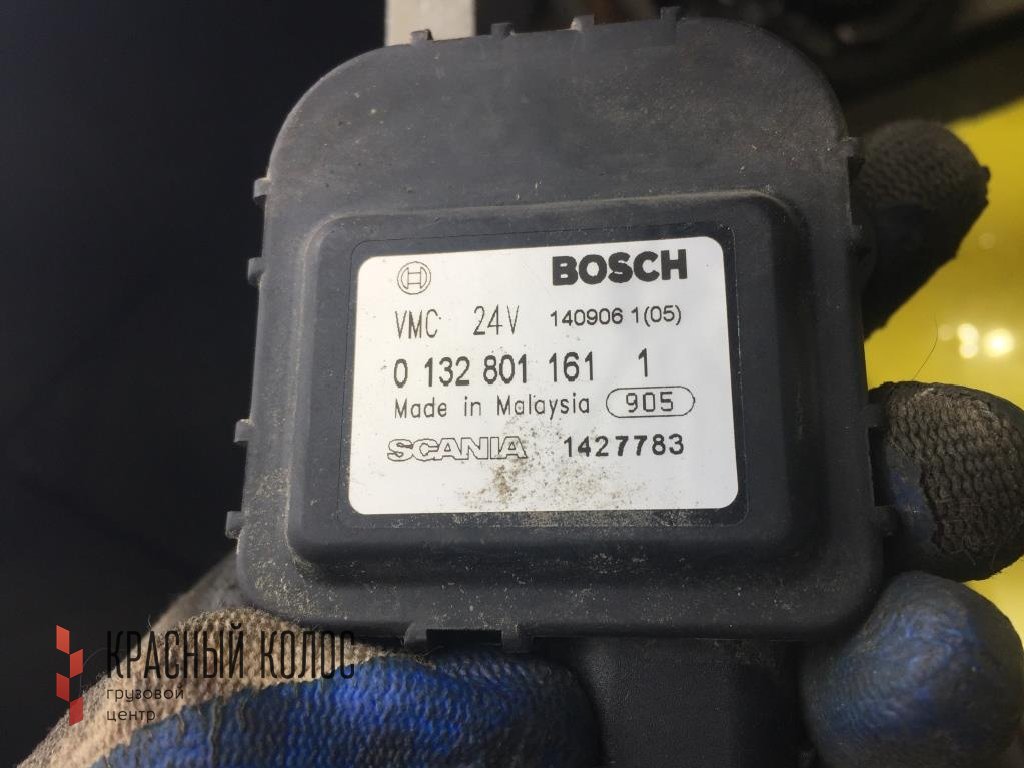 BOSCH
VMC 24V 140906 1(05)
0 132 801 161 1
Made in Malaysia 905
SCANIA 1427783
КРАСНЫЙ КОЛОС
грузовой
центр